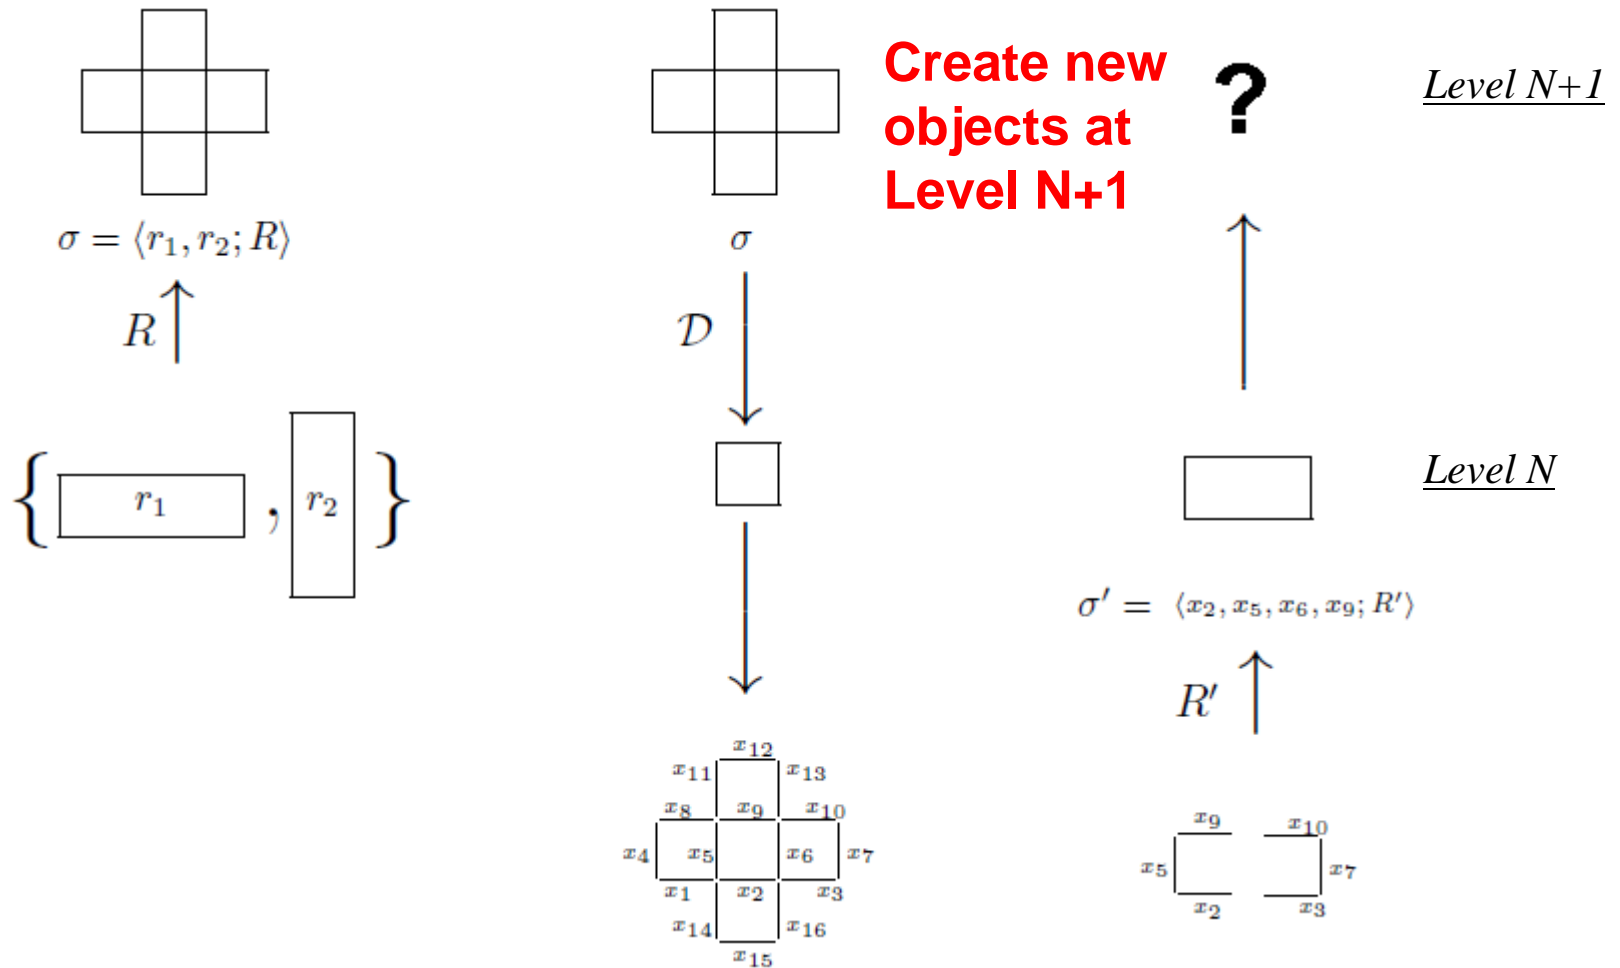 Create new
objects at
Level N+1
?
Level N+1
σ = ⟨r₁, r₂; R⟩
σ
R
𝒟
{ r₁ , r₂ }
Level N
σ′ = ⟨x₂, x₅, x₆, x₉; R′⟩
R′
x₁₂
x₁₁ x₁₃
x₈ x₉ x₁₀
x₄ x₅ x₆ x₇
x₁ x₂ x₃
x₁₄ x₁₆
x₁₅
x₉ x₁₀
x₅ x₇
x₂ x₃